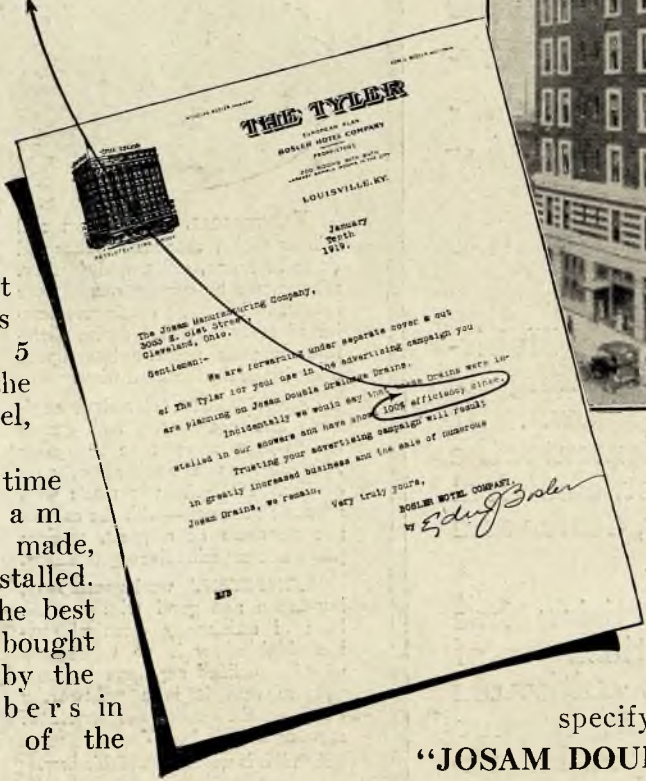 THE TYLER
EUROPEAN PLAN
BOSLER HOTEL COMPANY
PROPRIETORS
LOUISVILLE, KY.
January
Tenth
1919.
The Josam Manufacturing Company,
Street,
Cleveland, Ohio.
Gentlemen:-
We are forwarding under separate cover a cut
of The Tyler for your use in the advertising campaign you
are planning on Josam Double Drainage Drains.
Incidentally we would say that these Drains were in-
stalled in our showers and have shown 100% efficiency since.
Trusting your advertising campaign will result
in greatly increased business and the sale of numerous
Josam Drains, we remain,
Very truly yours,
BOSLER HOTEL COMPANY.
by
EJB
t
s
5
he
el,
time
a m
made,
stalled.
he best
bought
by the
b e r s in
of the
specify
“JOSAM DOU